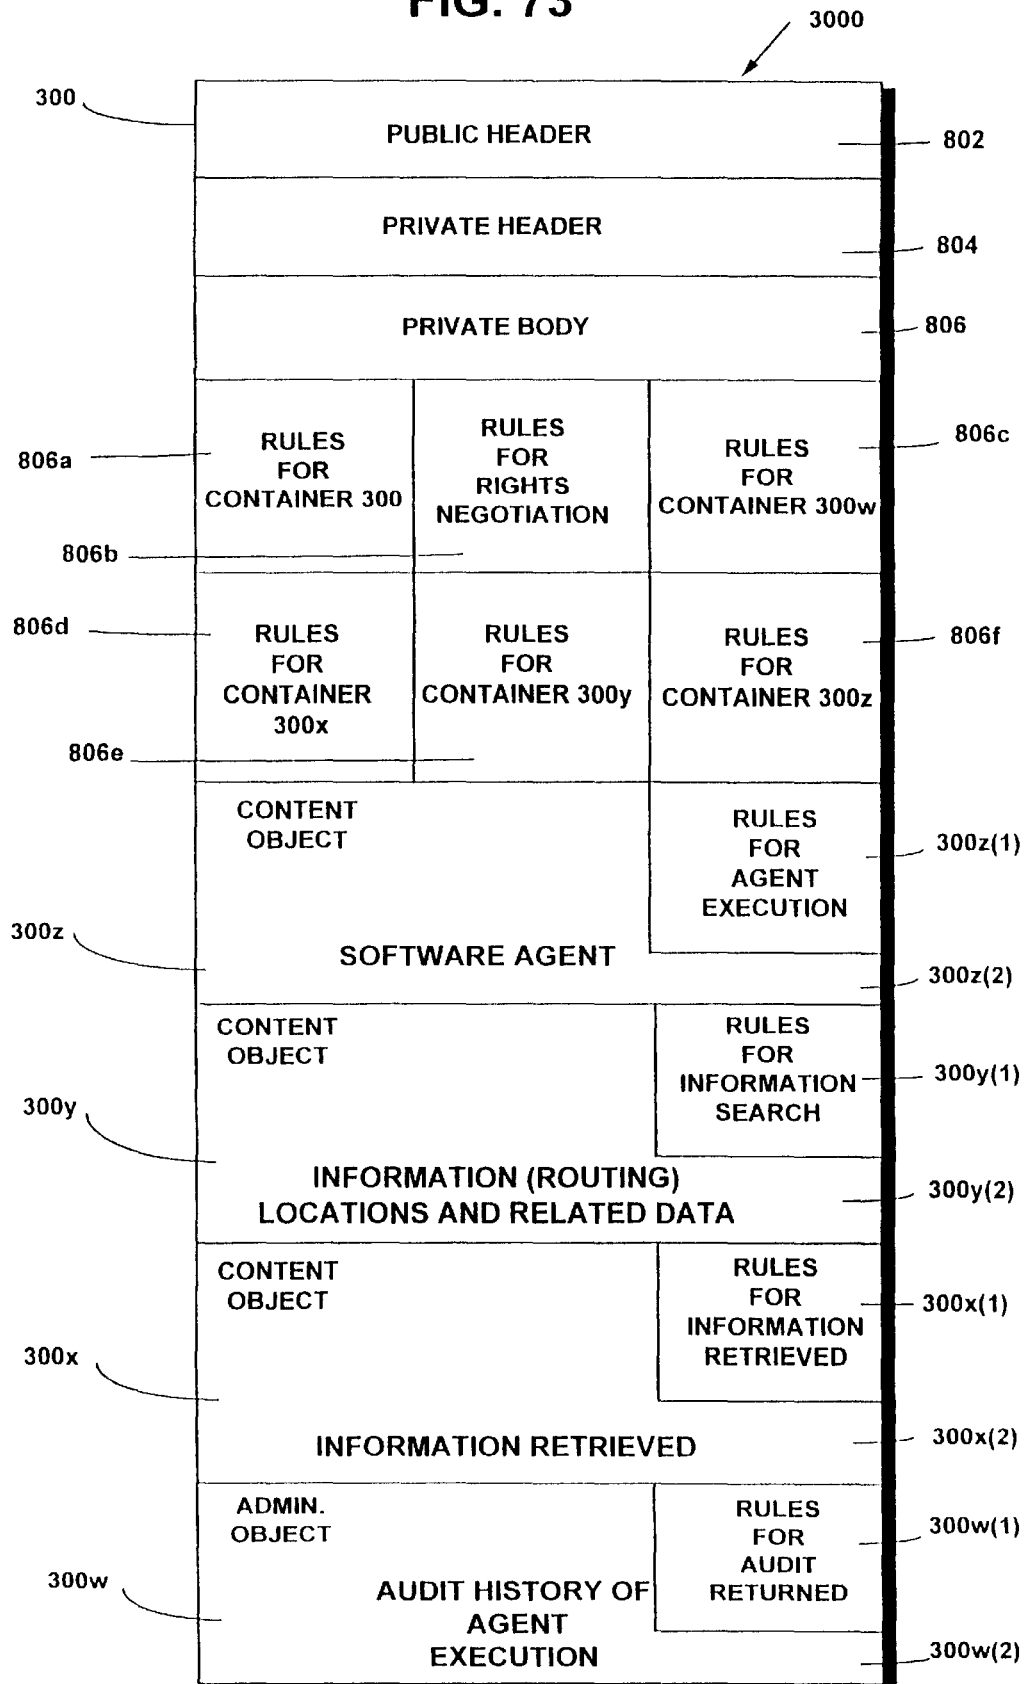 FIG. 73
3000
300
PUBLIC HEADER
802
PRIVATE HEADER
804
PRIVATE BODY
806
806a
RULES
FOR
CONTAINER 300
806b
RULES
FOR
RIGHTS
NEGOTIATION
RULES
FOR
CONTAINER 300w
806c
806d
RULES
FOR
CONTAINER
300x
806e
RULES
FOR
CONTAINER 300y
RULES
FOR
CONTAINER 300z
806f
CONTENT
OBJECT
RULES
FOR
AGENT
EXECUTION
300z(1)
300z
SOFTWARE AGENT
300z(2)
CONTENT
OBJECT
RULES
FOR
INFORMATION
SEARCH
300y(1)
300y
INFORMATION (ROUTING)
LOCATIONS AND RELATED DATA
300y(2)
CONTENT
OBJECT
RULES
FOR
INFORMATION
RETRIEVED
300x(1)
300x
INFORMATION RETRIEVED
300x(2)
ADMIN.
OBJECT
RULES
FOR
AUDIT
RETURNED
300w(1)
300w
AUDIT HISTORY OF
AGENT
EXECUTION
300w(2)